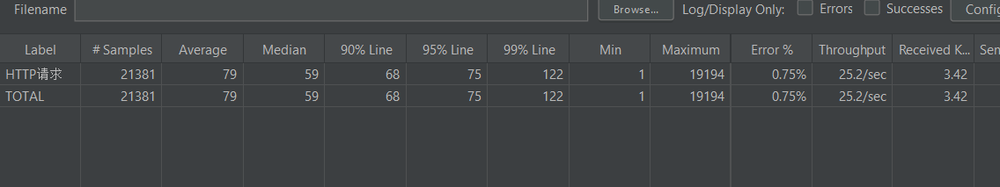 Filename Browse... Log/Display Only: Errors Successes Config
Label # Samples Average Median 90% Line 95% Line 99% Line Min Maximum Error % Throughput Received K... Sen
HTTP请求 21381 79 59 68 75 122 1 19194 0.75% 25.2/sec 3.42
TOTAL 21381 79 59 68 75 122 1 19194 0.75% 25.2/sec 3.42